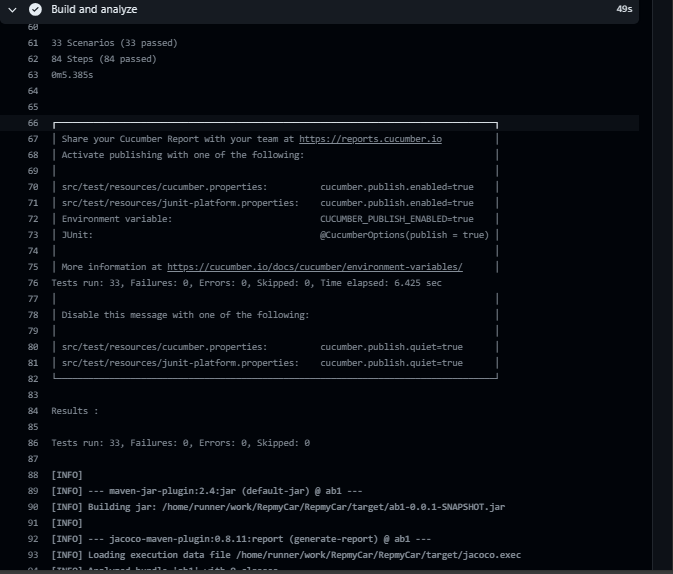 Build and analyze 49s
60
61 33 Scenarios (33 passed)
62 84 Steps (84 passed)
63 0m5.385s
64
65
66
67 Share your Cucumber Report with your team at https://reports.cucumber.io
68 Activate publishing with one of the following:
69
70 src/test/resources/cucumber.properties: cucumber.publish.enabled=true
71 src/test/resources/junit-platform.properties: cucumber.publish.enabled=true
72 Environment variable: CUCUMBER_PUBLISH_ENABLED=true
73 JUnit: @CucumberOptions(publish = true)
74
75 More information at https://cucumber.io/docs/cucumber/environment-variables/
76 Tests run: 33, Failures: 0, Errors: 0, Skipped: 0, Time elapsed: 6.425 sec
77
78 Disable this message with one of the following:
79
80 src/test/resources/cucumber.properties: cucumber.publish.quiet=true
81 src/test/resources/junit-platform.properties: cucumber.publish.quiet=true
82
83
84 Results :
85
86 Tests run: 33, Failures: 0, Errors: 0, Skipped: 0
87
88 [INFO]
89 [INFO] --- maven-jar-plugin:2.4:jar (default-jar) @ ab1 ---
90 [INFO] Building jar: /home/runner/work/RepmyCar/RepmyCar/target/ab1-0.0.1-SNAPSHOT.jar
91 [INFO]
92 [INFO] --- jacoco-maven-plugin:0.8.11:report (generate-report) @ ab1 ---
93 [INFO] Loading execution data file /home/runner/work/RepmyCar/RepmyCar/target/jacoco.exec
94 [INFO] Analyzed bundle 'ab1' with classes